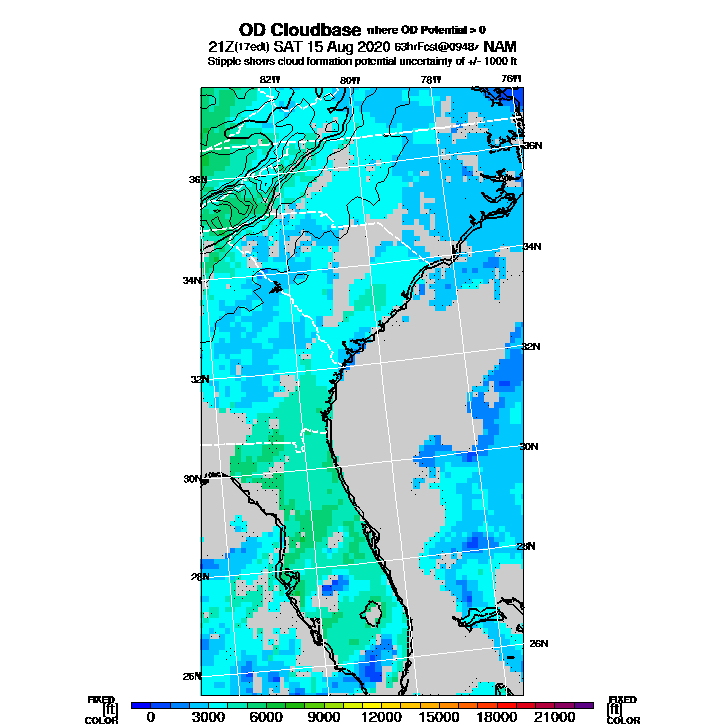 OD Cloudbase where OD Potential > 0
21Z(17edt) SAT 15 Aug 2020 63hrFcst@0948z NAM
Stipple shows cloud formation potential uncertainty of +/- 1000 ft
82W 80W 78W 76W
36N
36N
34N
34N
32N
32N
30N
30N
28N
28N
26N
26N
FIXED [ft] COLOR
0 3000 6000 9000 12000 15000 18000 21000
FIXED [ft] COLOR